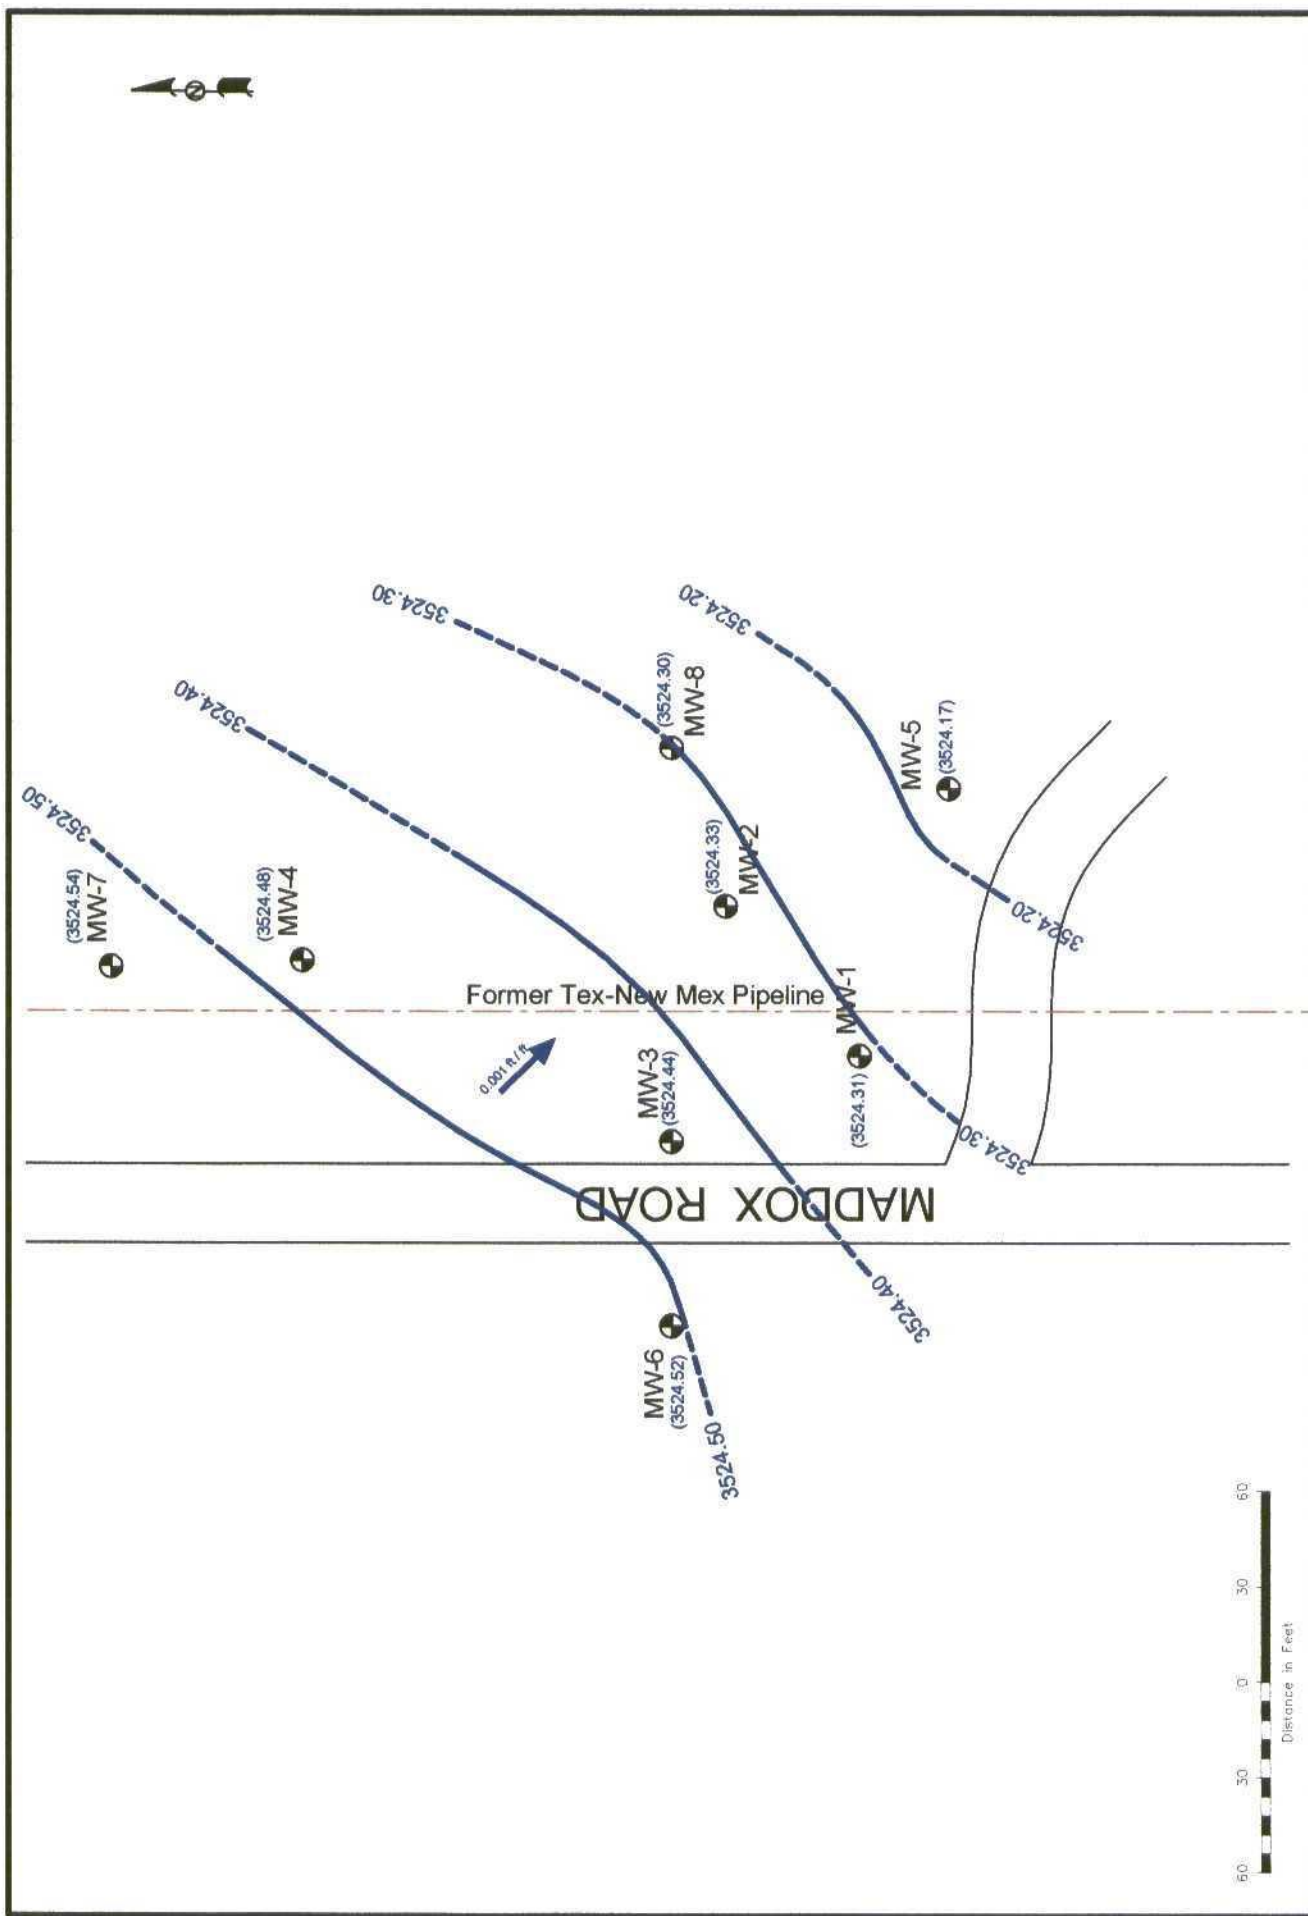 N
3524.50
3524.40
3524.30
3524.20
(3524.54)
MW-7
(3524.48)
MW-4
(3524.30)
MW-8
(3524.33)
MW-2
MW-5
(3524.17)
Former Tex-New Mex Pipeline
MW-1
(3524.31)
0.001 ft / ft
MW-3
(3524.44)
MADDOX ROAD
MW-6
(3524.52)
3524.50
3524.40
3524.30
3524.20
60
30
0
30
60
Distance in Feet